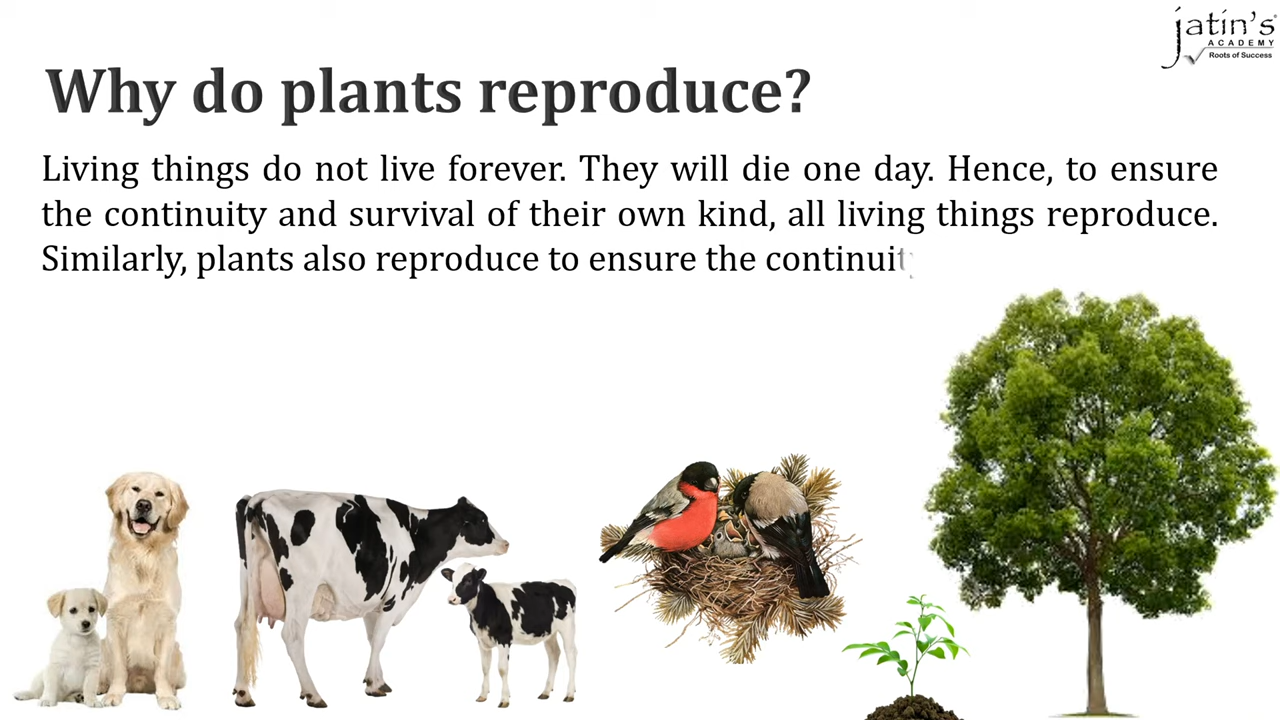 jatin's
ACADEMY
Roots of Success
Why do plants reproduce?
Living things do not live forever. They will die one day. Hence, to ensure
the continuity and survival of their own kind, all living things reproduce.
Similarly, plants also reproduce to ensure the continuity